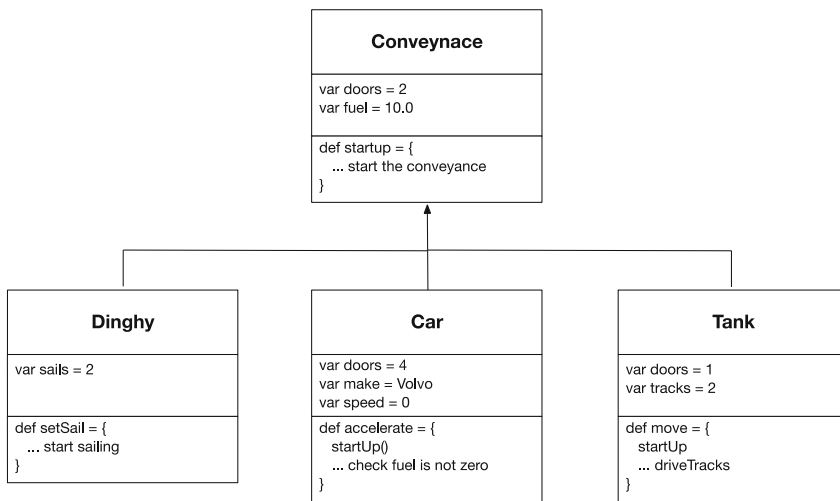 Conveynace
var doors = 2
var fuel = 10.0
def startup = {
... start the conveyance
}
Dinghy
var sails = 2
def setSail = {
... start sailing
}
Car
var doors = 4
var make = Volvo
var speed = 0
def accelerate = {
startUp()
... check fuel is not zero
}
Tank
var doors = 1
var tracks = 2
def move = {
startUp
... driveTracks
}